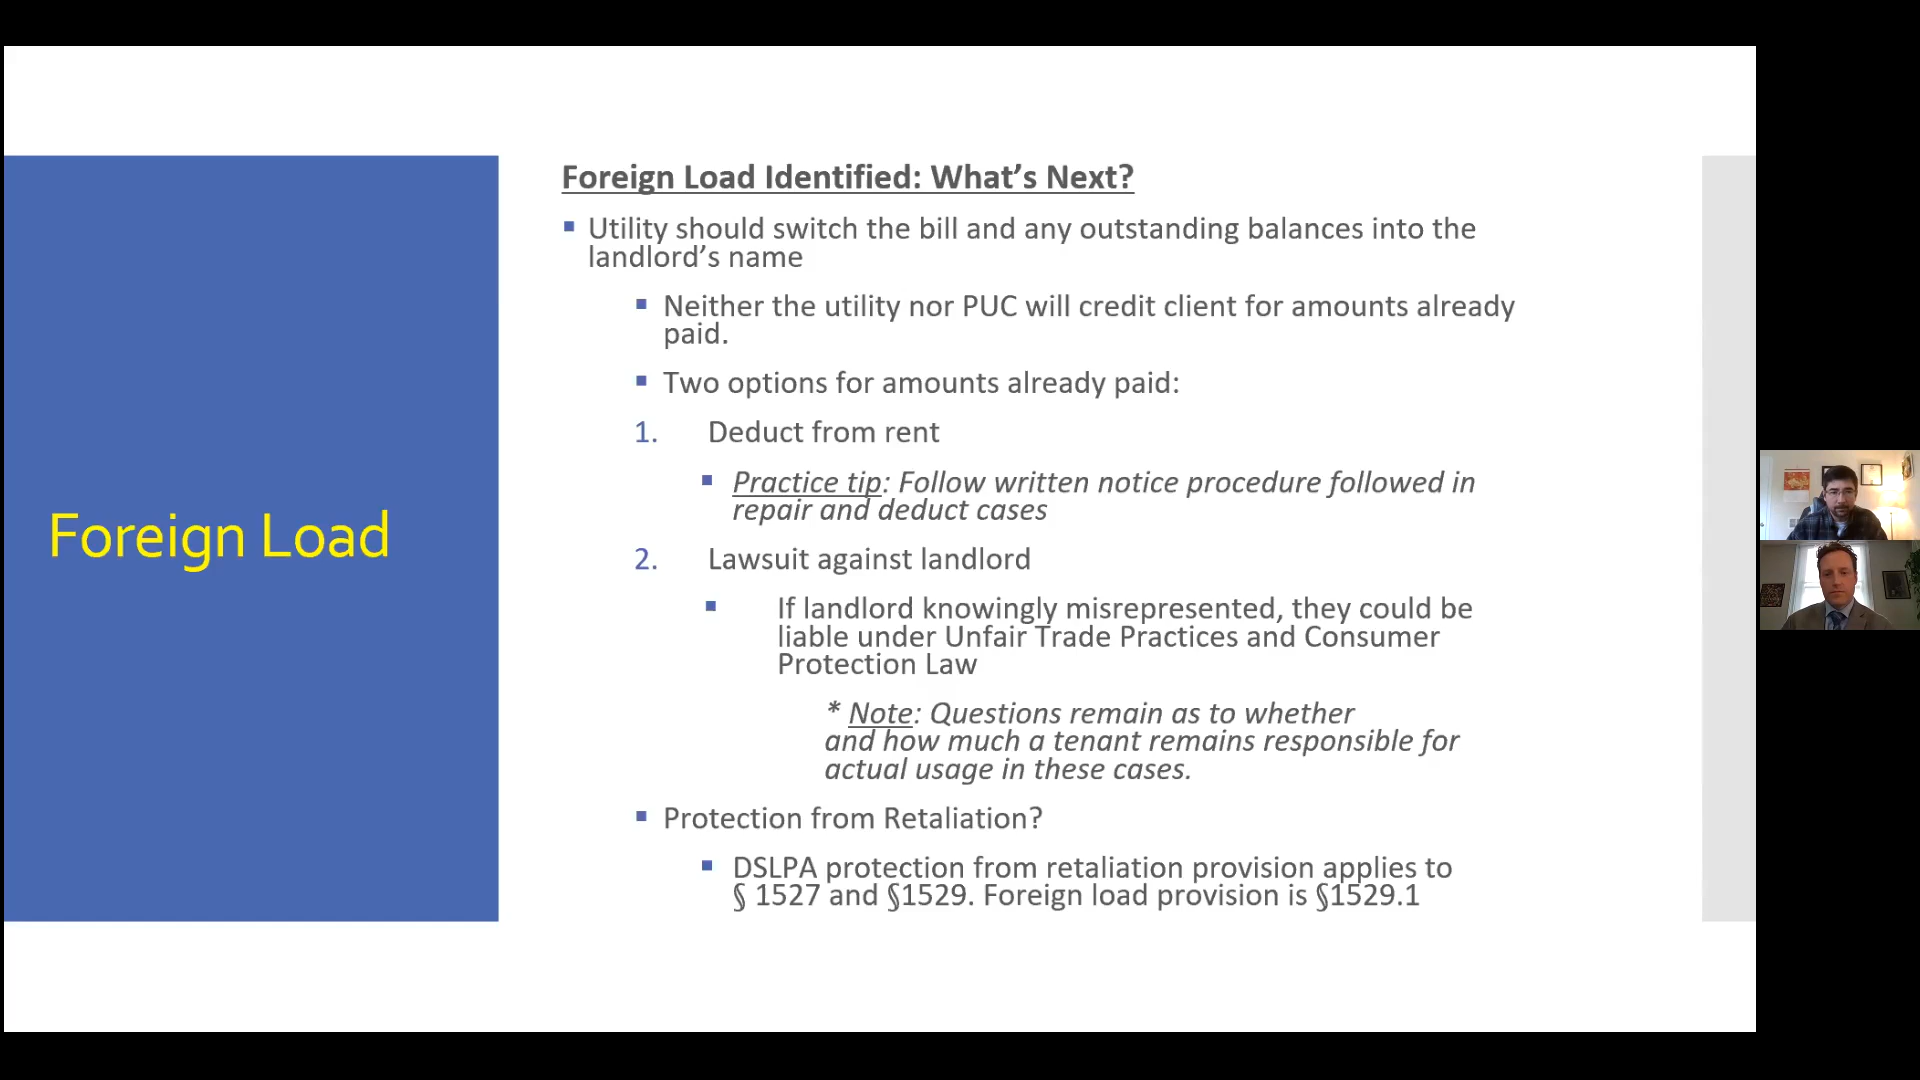 Foreign Load
Foreign Load Identified: What's Next?
▪ Utility should switch the bill and any outstanding balances into the
landlord's name
▪ Neither the utility nor PUC will credit client for amounts already
paid.
▪ Two options for amounts already paid:
1. Deduct from rent
▪ Practice tip: Follow written notice procedure followed in
repair and deduct cases
2. Lawsuit against landlord
▪ If landlord knowingly misrepresented, they could be
liable under Unfair Trade Practices and Consumer
Protection Law
* Note: Questions remain as to whether
and how much a tenant remains responsible for
actual usage in these cases.
▪ Protection from Retaliation?
▪ DSLPA protection from retaliation provision applies to
§ 1527 and §1529. Foreign load provision is §1529.1